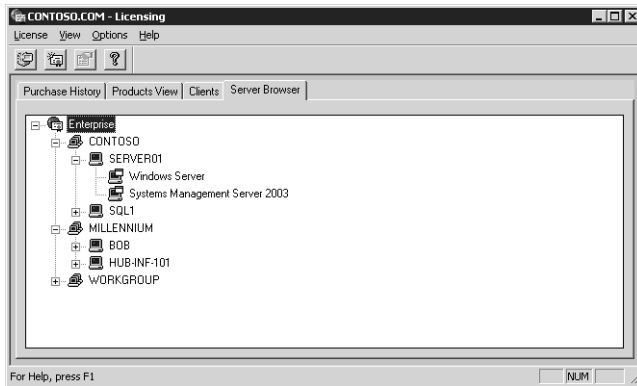 CONTOSO.COM - Licensing
License View Options Help
Purchase History Products View Clients Server Browser
Enterprise
CONTOSO
SERVER01
Windows Server
Systems Management Server 2003
SQL1
MILLENNIUM
BOB
HUB-INF-101
WORKGROUP
For Help, press F1 NUM